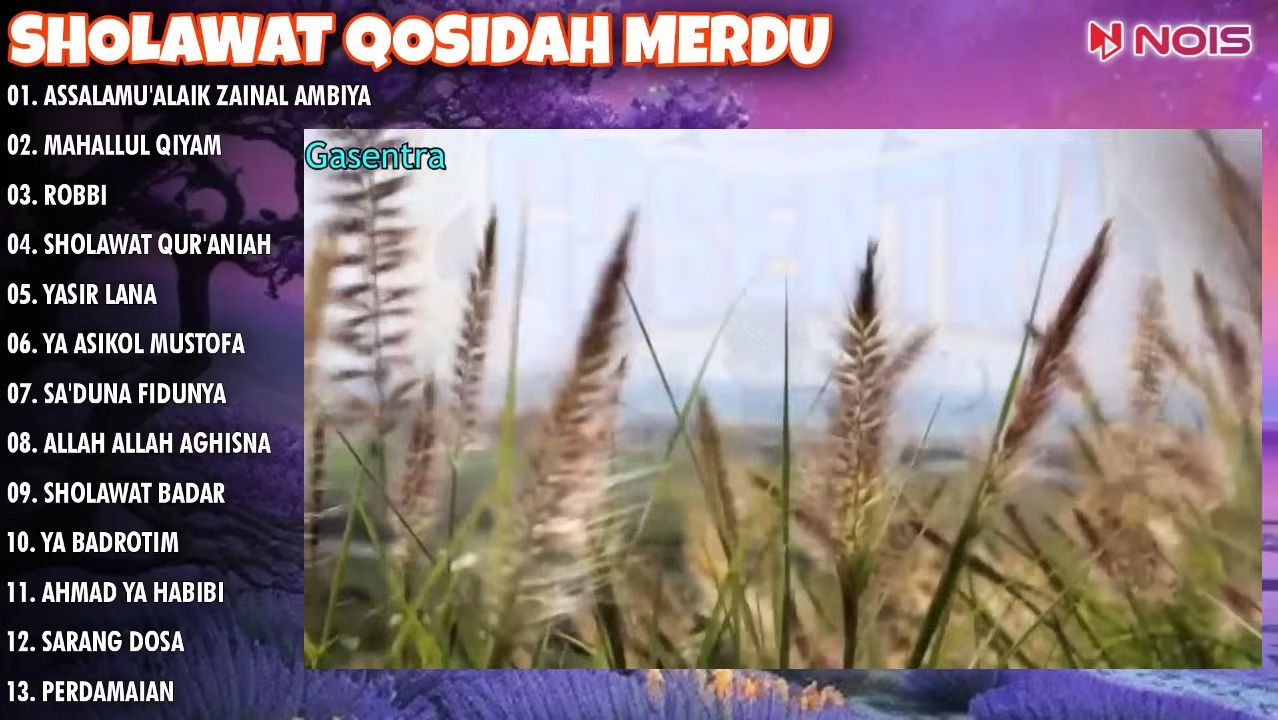 SHOLAWAT QOSIDAH MERDU
NOIS
01. ASSALAMU'ALAIK ZAINAL AMBIYA
02. MAHALLUL QIYAM
03. ROBBI
04. SHOLAWAT QUR'ANIAH
05. YASIR LANA
06. YA ASIKOL MUSTOFA
07. SA'DUNA FIDUNYA
08. ALLAH ALLAH AGHISNA
09. SHOLAWAT BADAR
10. YA BADROTIM
11. AHMAD YA HABIBI
12. SARANG DOSA
13. PERDAMAIAN
Gasentra